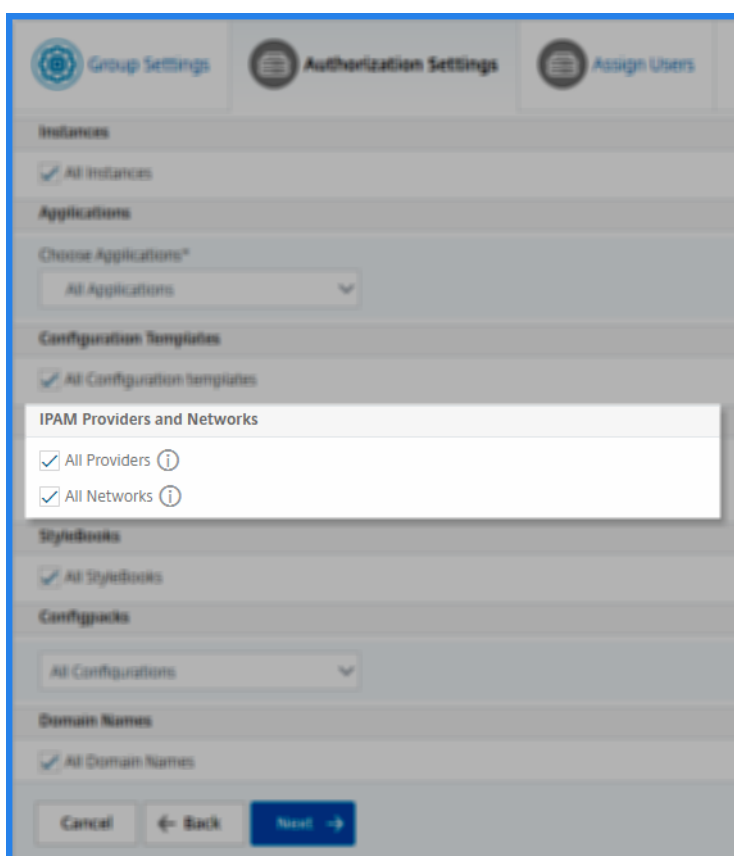 Group Settings
Authorization Settings
Assign Users
Instances
All Instances
Applications
Choose Applications*
All Applications
Configuration Templates
All Configuration templates
IPAM Providers and Networks
All Providers
All Networks
StyleBooks
All StyleBooks
Configpacks
All Configurations
Domain Names
All Domain Names
Cancel
← Back
Next →